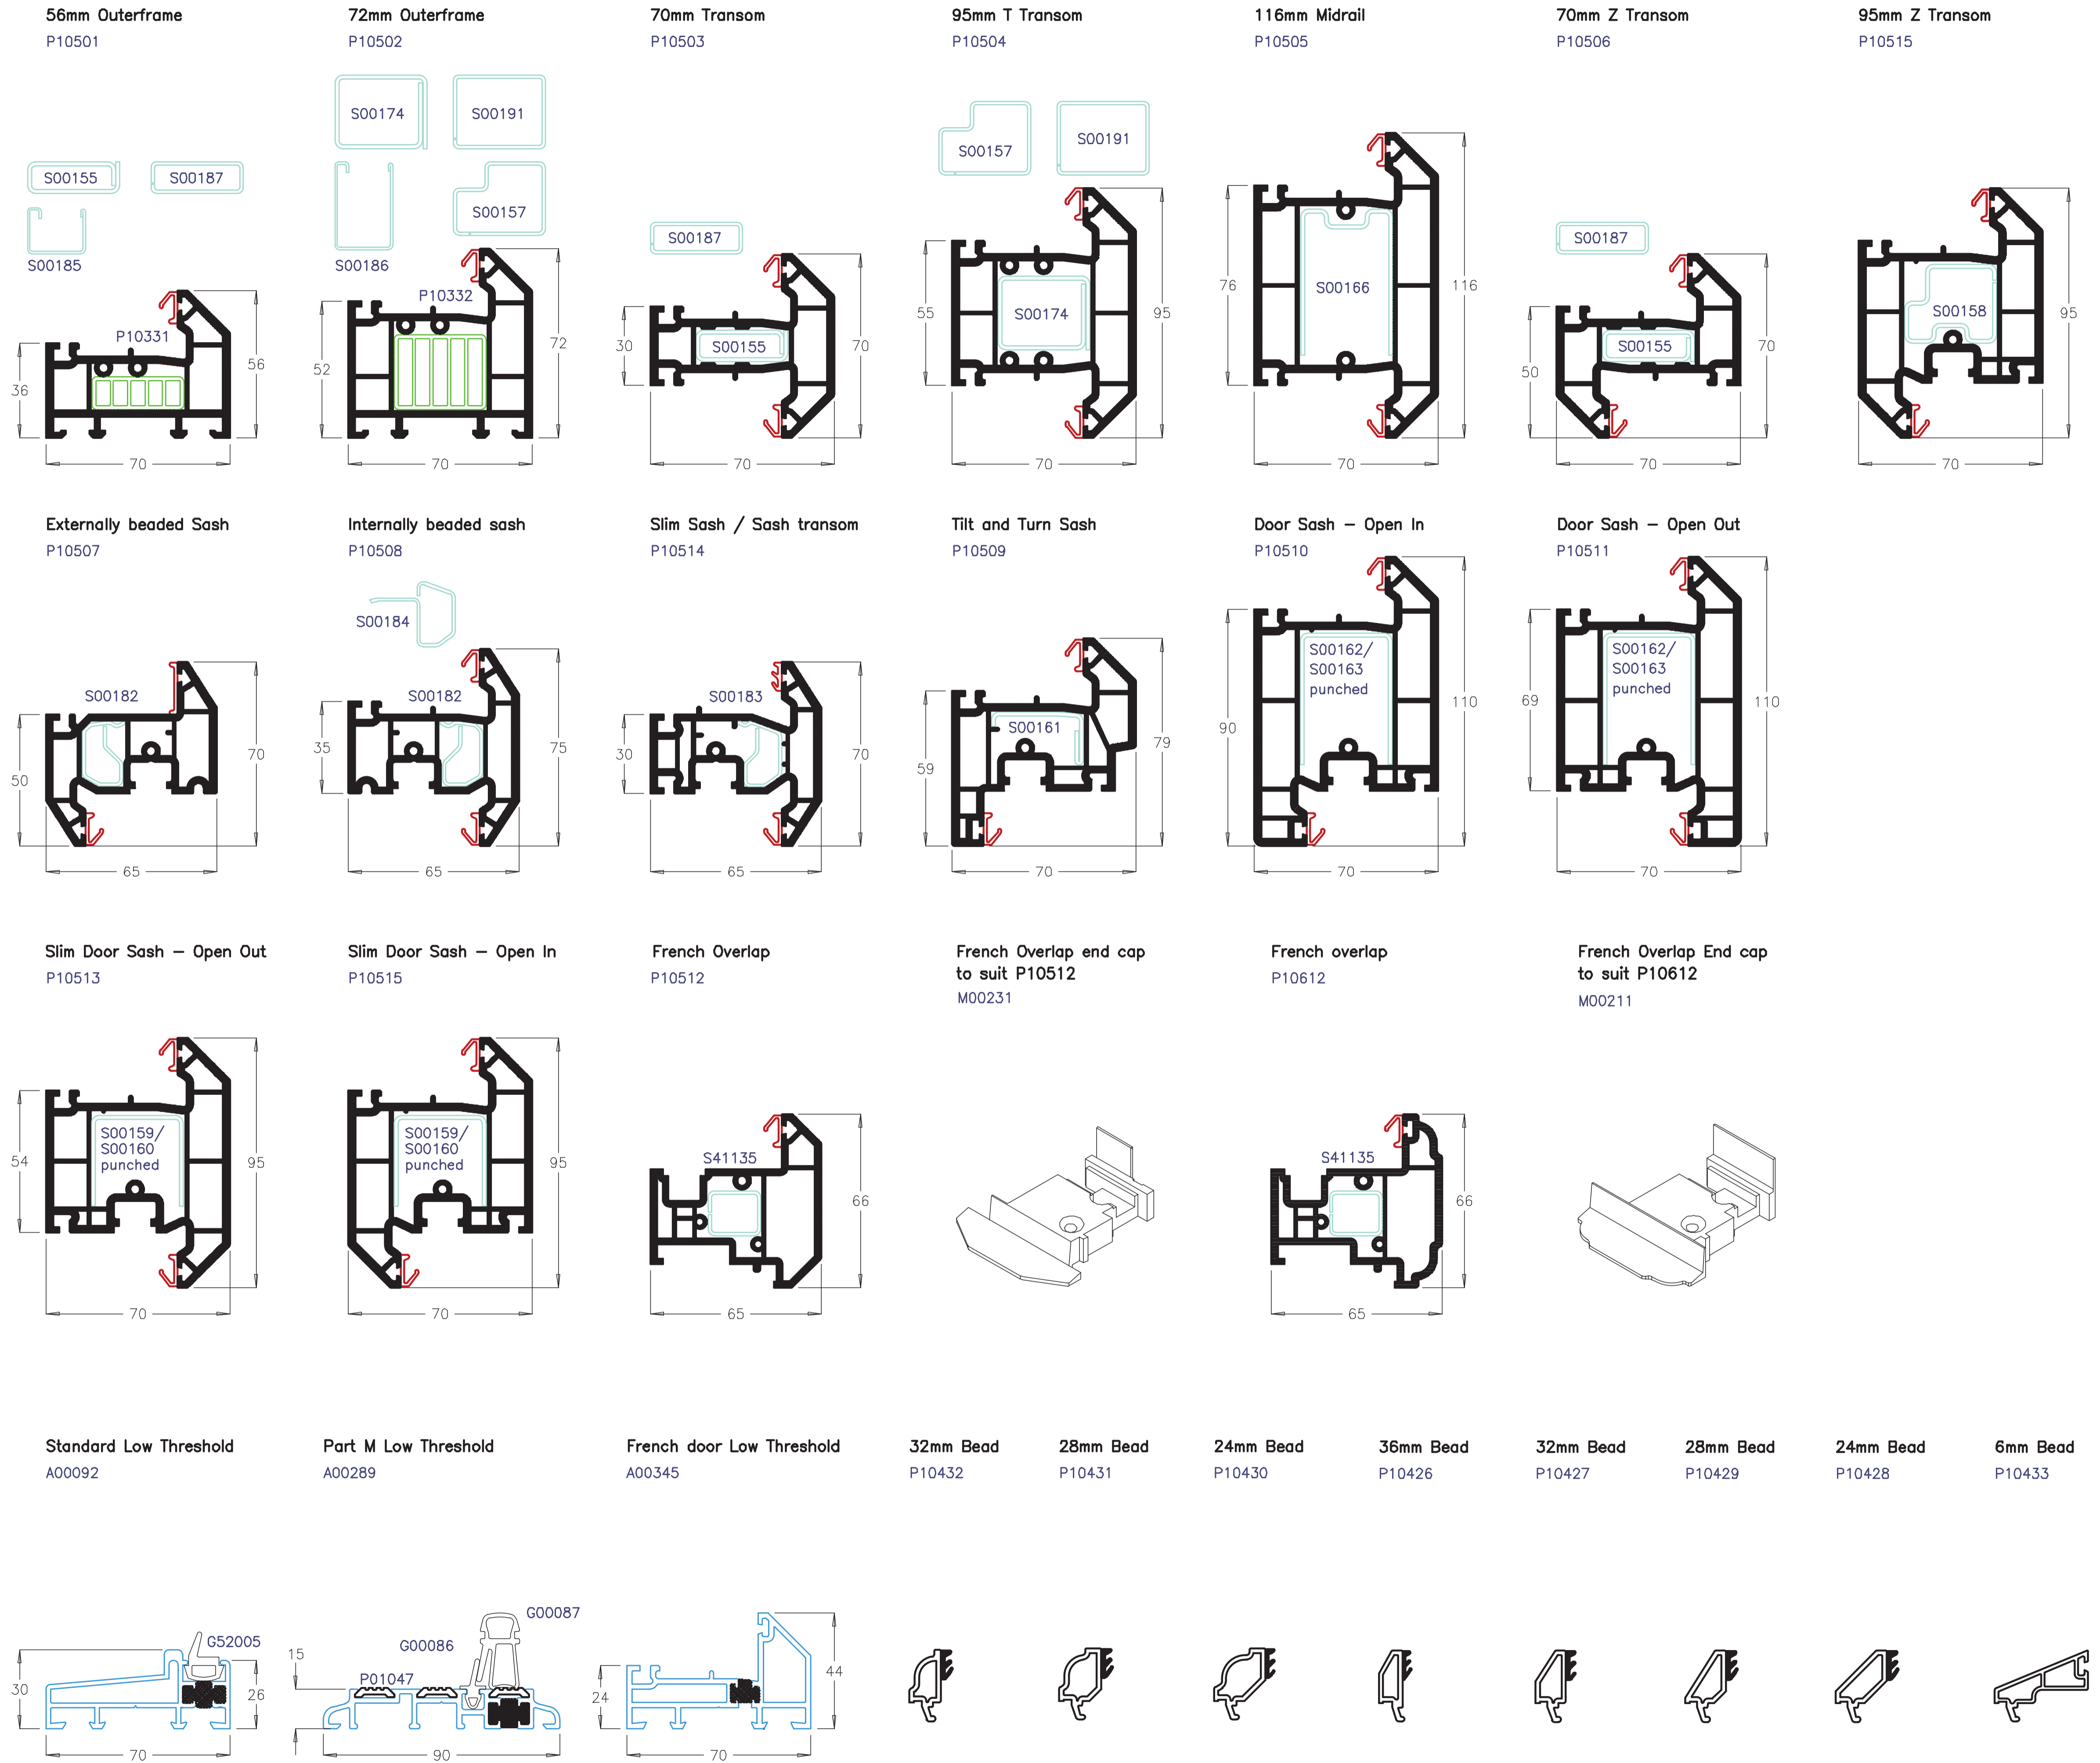 56mm Outerframe
P10501
S00155
S00187
S00185
P10331
36
56
70
72mm Outerframe
P10502
S00174
S00191
S00157
S00186
P10332
52
72
70
70mm Transom
P10503
S00187
S00155
30
70
70
95mm T Transom
P10504
S00157
S00191
S00174
55
95
70
116mm Midrail
P10505
S00166
76
116
70
70mm Z Transom
P10506
S00187
S00155
50
70
70
95mm Z Transom
P10515
S00158
95
70
Externally beaded Sash
P10507
S00182
50
70
65
Internally beaded sash
P10508
S00184
S00182
35
75
65
Slim Sash / Sash transom
P10514
S00183
30
70
65
Tilt and Turn Sash
P10509
S00161
59
79
70
Door Sash – Open In
P10510
S00162/
S00163
punched
90
110
70
Door Sash – Open Out
P10511
S00162/
S00163
punched
69
110
70
Slim Door Sash – Open Out
P10513
S00159/
S00160
punched
54
95
70
Slim Door Sash – Open In
P10515
S00159/
S00160
punched
95
70
French Overlap
P10512
S41135
66
65
French Overlap end cap
to suit P10512
M00231
French overlap
P10612
S41135
66
65
French Overlap End cap
to suit P10612
M00211
Standard Low Threshold
A00092
G52005
30
26
70
Part M Low Threshold
A00289
G00087
G00086
P01047
15
90
French door Low Threshold
A00345
24
44
70
32mm Bead
P10432
28mm Bead
P10431
24mm Bead
P10430
36mm Bead
P10426
32mm Bead
P10427
28mm Bead
P10429
24mm Bead
P10428
6mm Bead
P10433